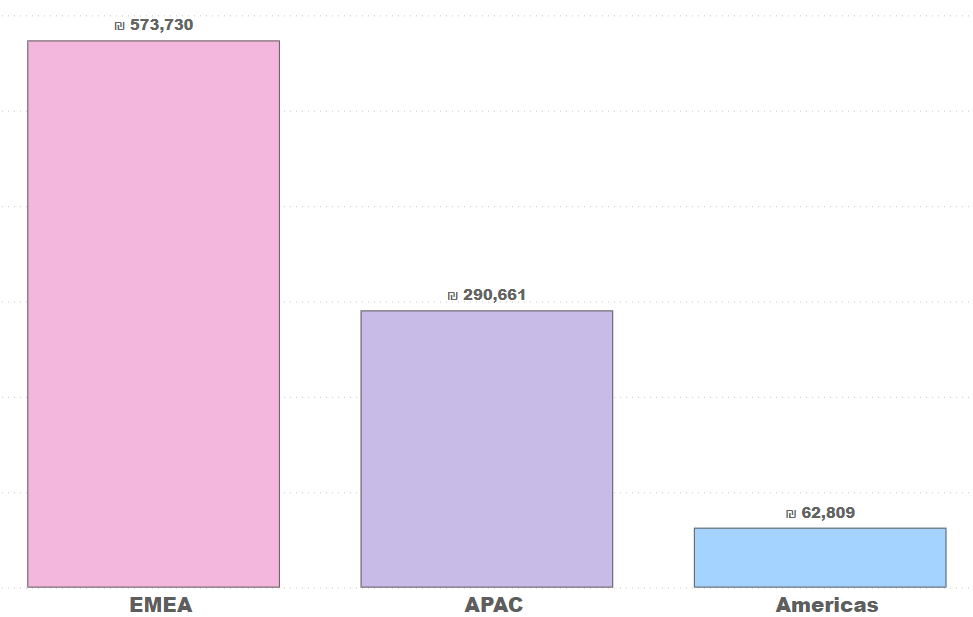 ₪ 573,730
₪ 290,661
₪ 62,809
EMEA
APAC
Americas